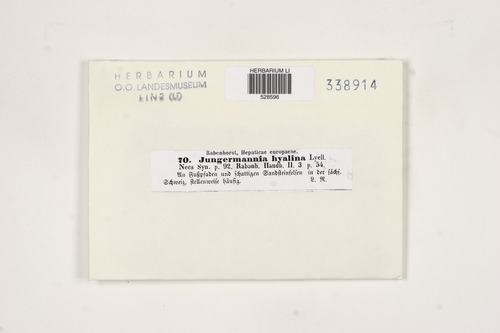 HERBARIUM
O.Ö. LANDESMUSEUM
LINZ (LI)
HERBARIUM LI
528596
338914
Rabenhorst, Hepaticae europaeae.
70. Jungermannia hyalina Lyell.
Nees Syn. p. 92. Rabenh. Handb. II. 3 p. 54.
An Fußpfaden und schattigen Sandsteinfelsen in der sächs.
Schweiz, stellenweise häufig. L. R.